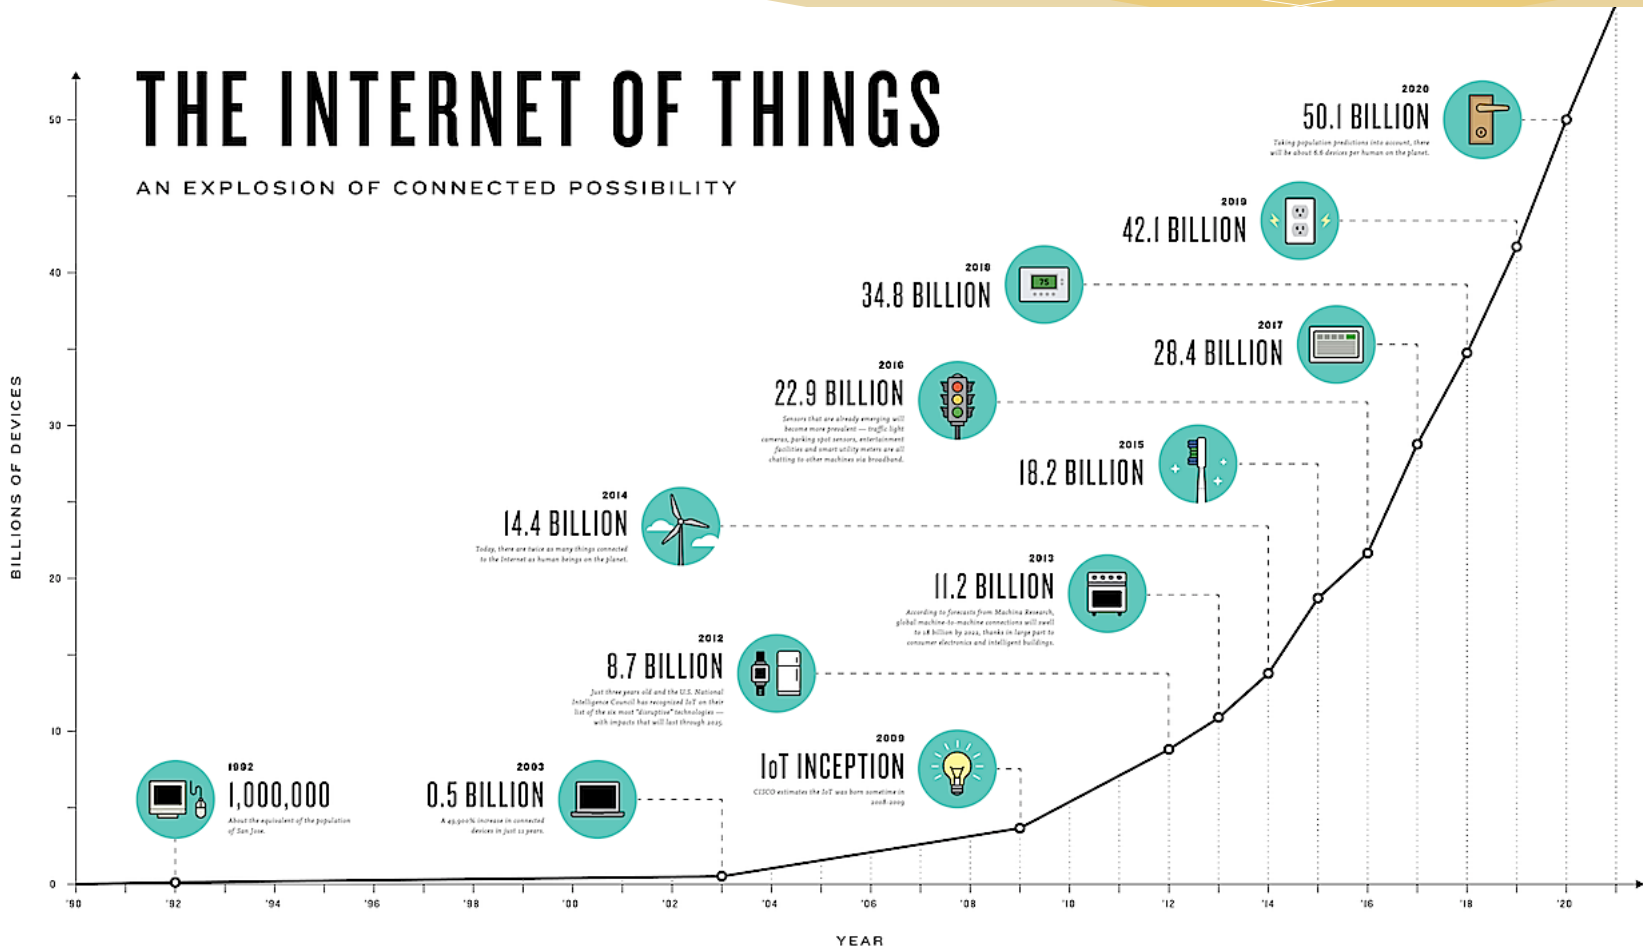 THE INTERNET OF THINGS
AN EXPLOSION OF CONNECTED POSSIBILITY
BILLIONS OF DEVICES
50
40
30
20
10
0
1992
1,000,000
About the equivalent of the population
of San Jose.
2003
0.5 BILLION
A 49,900% increase in connected
devices in just 11 years.
2009
IoT INCEPTION
CISCO estimates the IoT was born sometime in
2008-2009
2012
8.7 BILLION
Just three years old and the U.S. National
Intelligence Council has recognized IoT on their
list of the six most "disruptive" technologies —
with impacts that will last through 2025.
2013
11.2 BILLION
According to forecasts from Machina Research,
global machine-to-machine connections will swell
to 18 billion by 2022, thanks in large part to
consumer electronics and intelligent buildings.
2014
14.4 BILLION
Today, there are twice as many things connected
to the Internet as human beings on the planet.
2015
18.2 BILLION
2016
22.9 BILLION
Sensors that are already emerging will
become more prevalent — traffic light
cameras, parking spot sensors, entertainment
facilities and smart utility meters are all
chatting to other machines via broadband.
2017
28.4 BILLION
2018
34.8 BILLION
75
2019
42.1 BILLION
2020
50.1 BILLION
Taking population predictions into account, there
will be about 6.6 devices per human on the planet.
'90 '92 '94 '96 '98 '00 '02 '04 '06 '08 '10 '12 '14 '16 '18 '20
YEAR